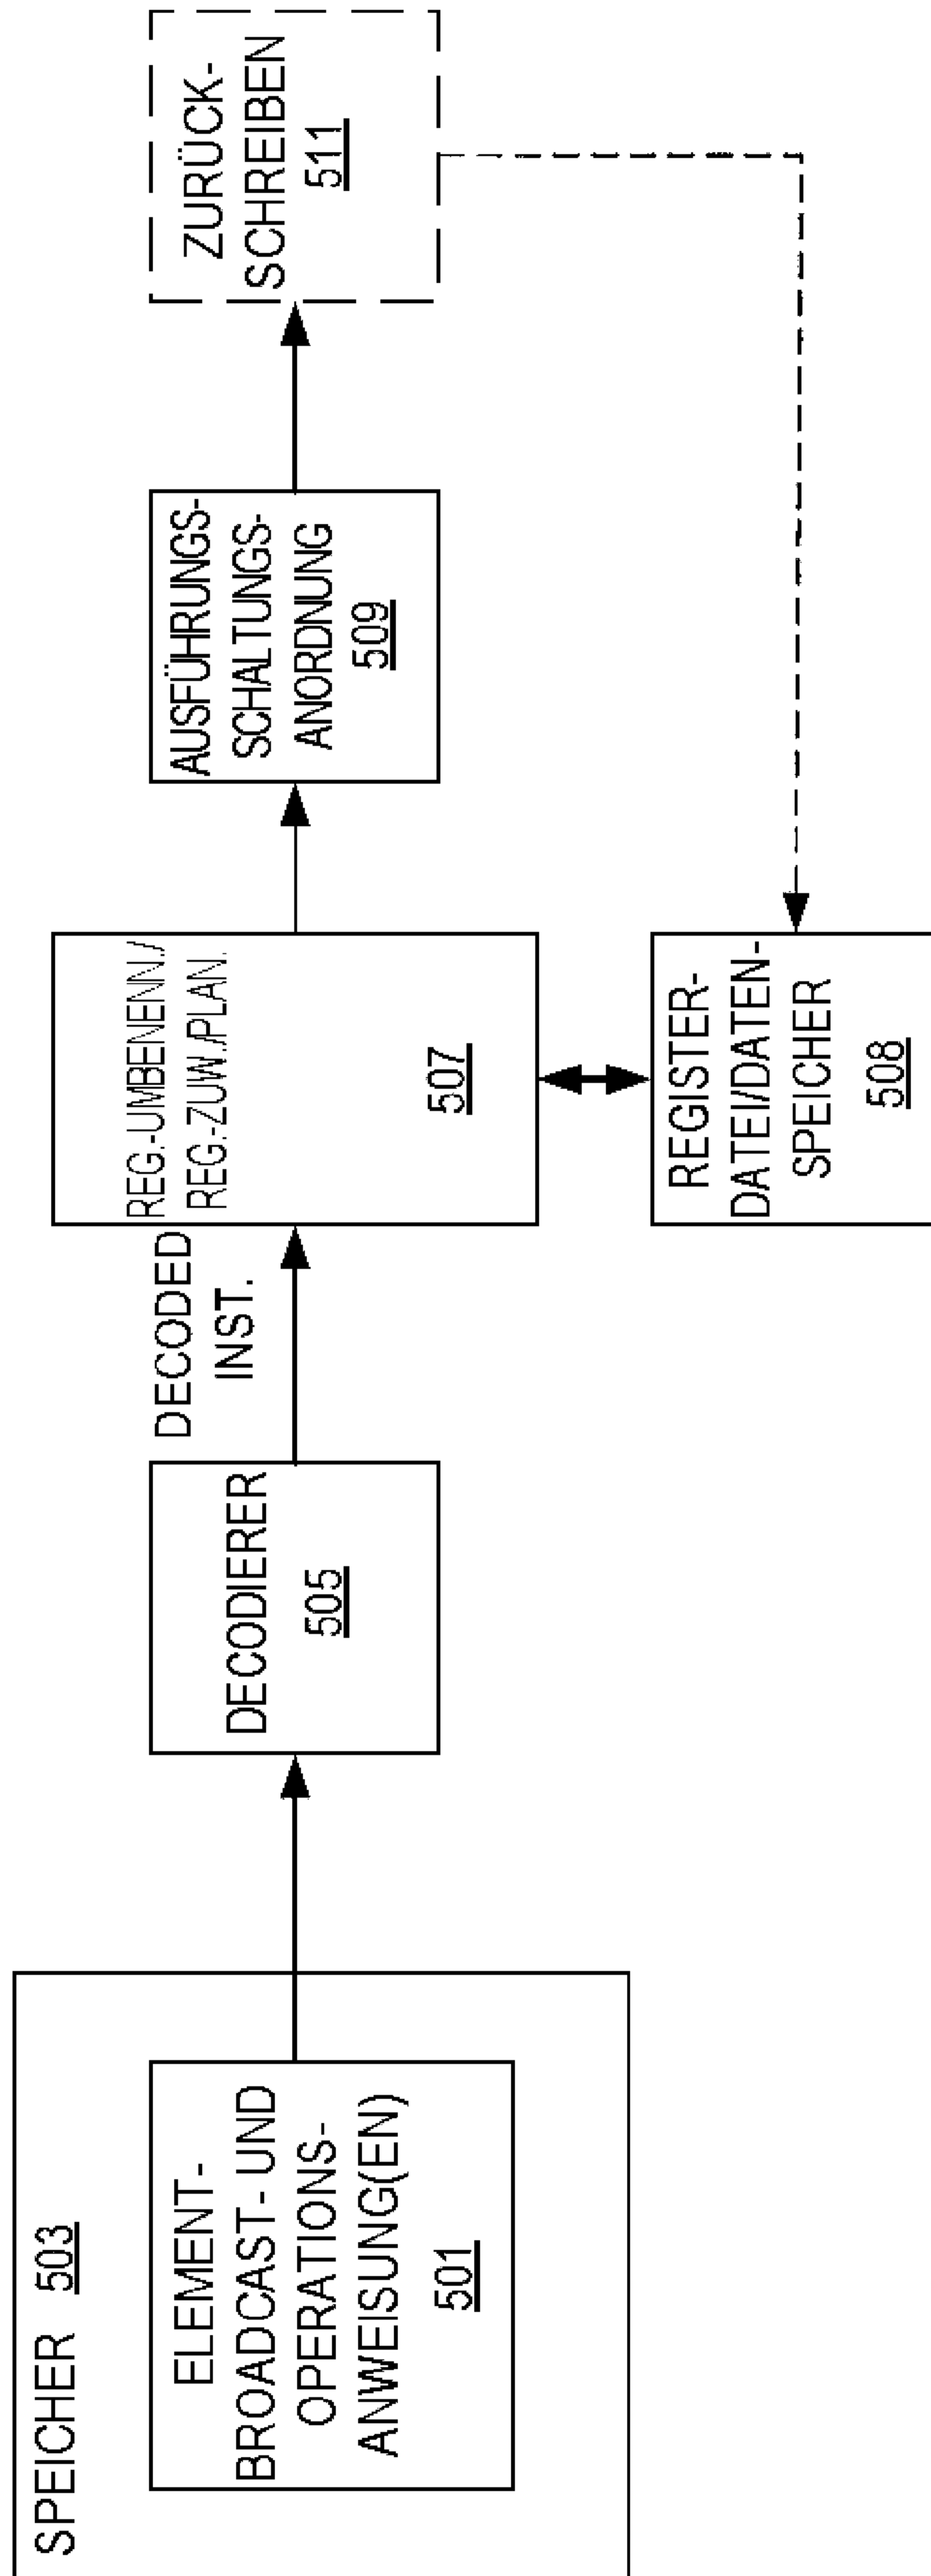 SPEICHER 503
ELEMENT-
BROADCAST- UND
OPERATIONS-
ANWEISUNG(EN)
501
DECODIERER
505
DECODED
INST.
REG.-UMBENENN./
REG.-ZUW./PLAN.
507
REGISTER-
DATEI/DATEN-
SPEICHER
508
AUSFÜHRUNGS-
SCHALTUNGS-
ANORDNUNG
509
ZURÜCK-
SCHREIBEN
511